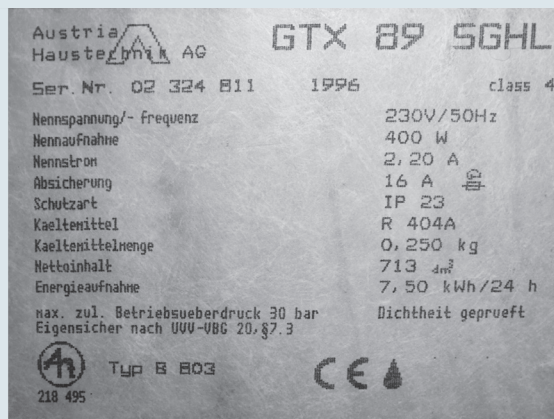 Austria
Haustechnik AG
GTX 89 SGHL
Ser.Nr. 02 324 811 1996 class 4
Nennspannung/- frequenz 230V/50Hz
Nennaufnahme 400 W
Nennstrom 2,20 A
Absicherung 16 A
Schutzart IP 23
Kaeltemittel R 404A
Kaeltemittelmenge 0,250 kg
Nettoinhalt 713 dm³
Energieaufnahme 7,50 kWh/24 h
max. zul. Betriebsueberdruck 30 bar Dichtheit geprueft
Eigensicher nach UVV-VBG 20,§7.3
Typ B 803
CE
218 495